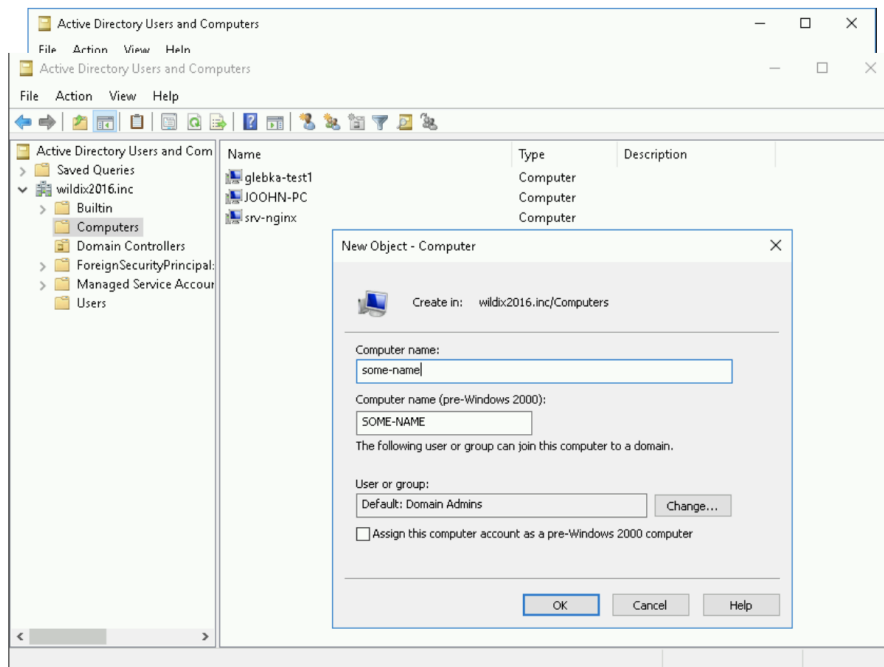 Active Directory Users and Computers
File Action View Help
Active Directory Users and Computers
File Action View Help
Active Directory Users and Com
Saved Queries
wildix2016.inc
Builtin
Computers
Domain Controllers
ForeignSecurityPrincipal:
Managed Service Accour
Users
Name Type Description
glebka-test1 Computer
JOOHN-PC Computer
srv-nginx Computer
New Object - Computer
Create in: wildix2016.inc/Computers
Computer name:
some-name
Computer name (pre-Windows 2000):
SOME-NAME
The following user or group can join this computer to a domain.
User or group:
Default: Domain Admins
Change...
Assign this computer account as a pre-Windows 2000 computer
OK Cancel Help